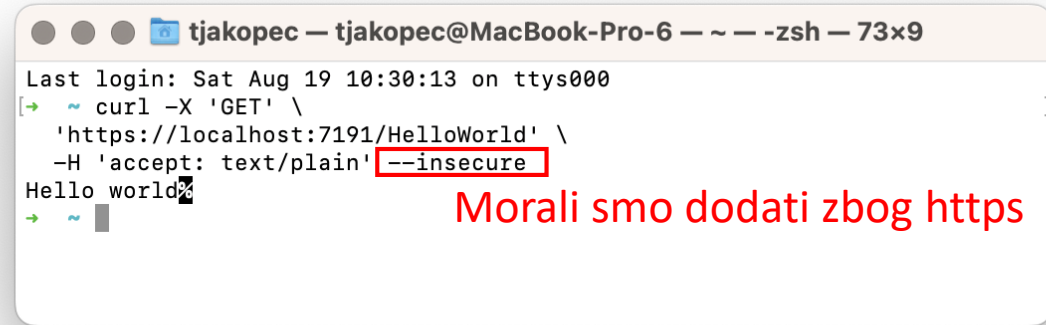 tjakopec — tjakopec@MacBook-Pro-6 — ~ — -zsh — 73×9
Last login: Sat Aug 19 10:30:13 on ttys000
[→ ~ curl -X 'GET' \
'https://localhost:7191/HelloWorld' \
-H 'accept: text/plain' --insecure
Hello world%
→ ~
Morali smo dodati zbog https